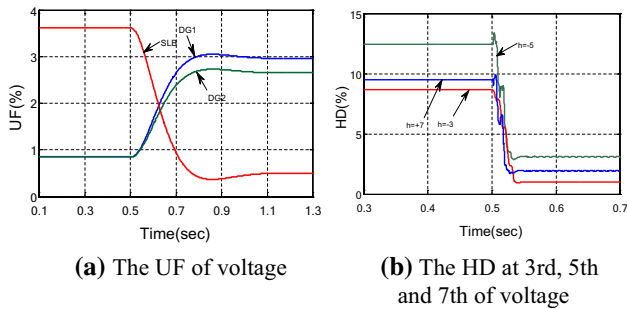 4
3
2
1
0
UF(%)
SLB
DG1
DG2
0.1 0.3 0.5 0.7 0.9 1.1 1.3
Time(sec)
(a) The UF of voltage
15
10
5
0
HD(%)
h=-5
h=+7
h=-3
0.3 0.4 0.5 0.6 0.7
Time(sec)
(b) The HD at 3rd, 5th
and 7th of voltage